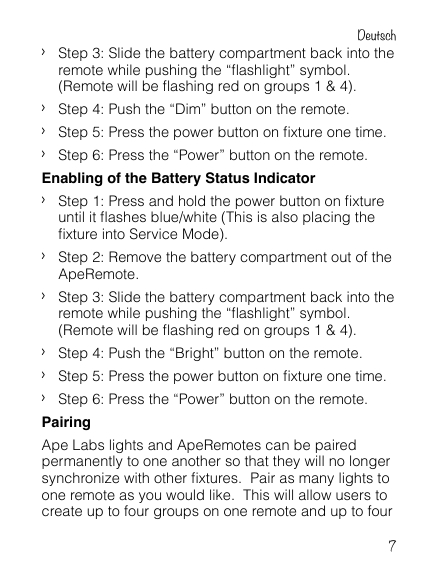 Deutsch
› Step 3: Slide the battery compartment back into the
remote while pushing the “flashlight” symbol.
(Remote will be flashing red on groups 1 & 4).
› Step 4: Push the “Dim” button on the remote.
› Step 5: Press the power button on fixture one time.
› Step 6: Press the “Power” button on the remote.
Enabling of the Battery Status Indicator
› Step 1: Press and hold the power button on fixture
until it flashes blue/white (This is also placing the
fixture into Service Mode).
› Step 2: Remove the battery compartment out of the
ApeRemote.
› Step 3: Slide the battery compartment back into the
remote while pushing the “flashlight” symbol.
(Remote will be flashing red on groups 1 & 4).
› Step 4: Push the “Bright” button on the remote.
› Step 5: Press the power button on fixture one time.
› Step 6: Press the “Power” button on the remote.
Pairing
Ape Labs lights and ApeRemotes can be paired
permanently to one another so that they will no longer
synchronize with other fixtures.  Pair as many lights to
one remote as you would like.  This will allow users to
create up to four groups on one remote and up to four
7